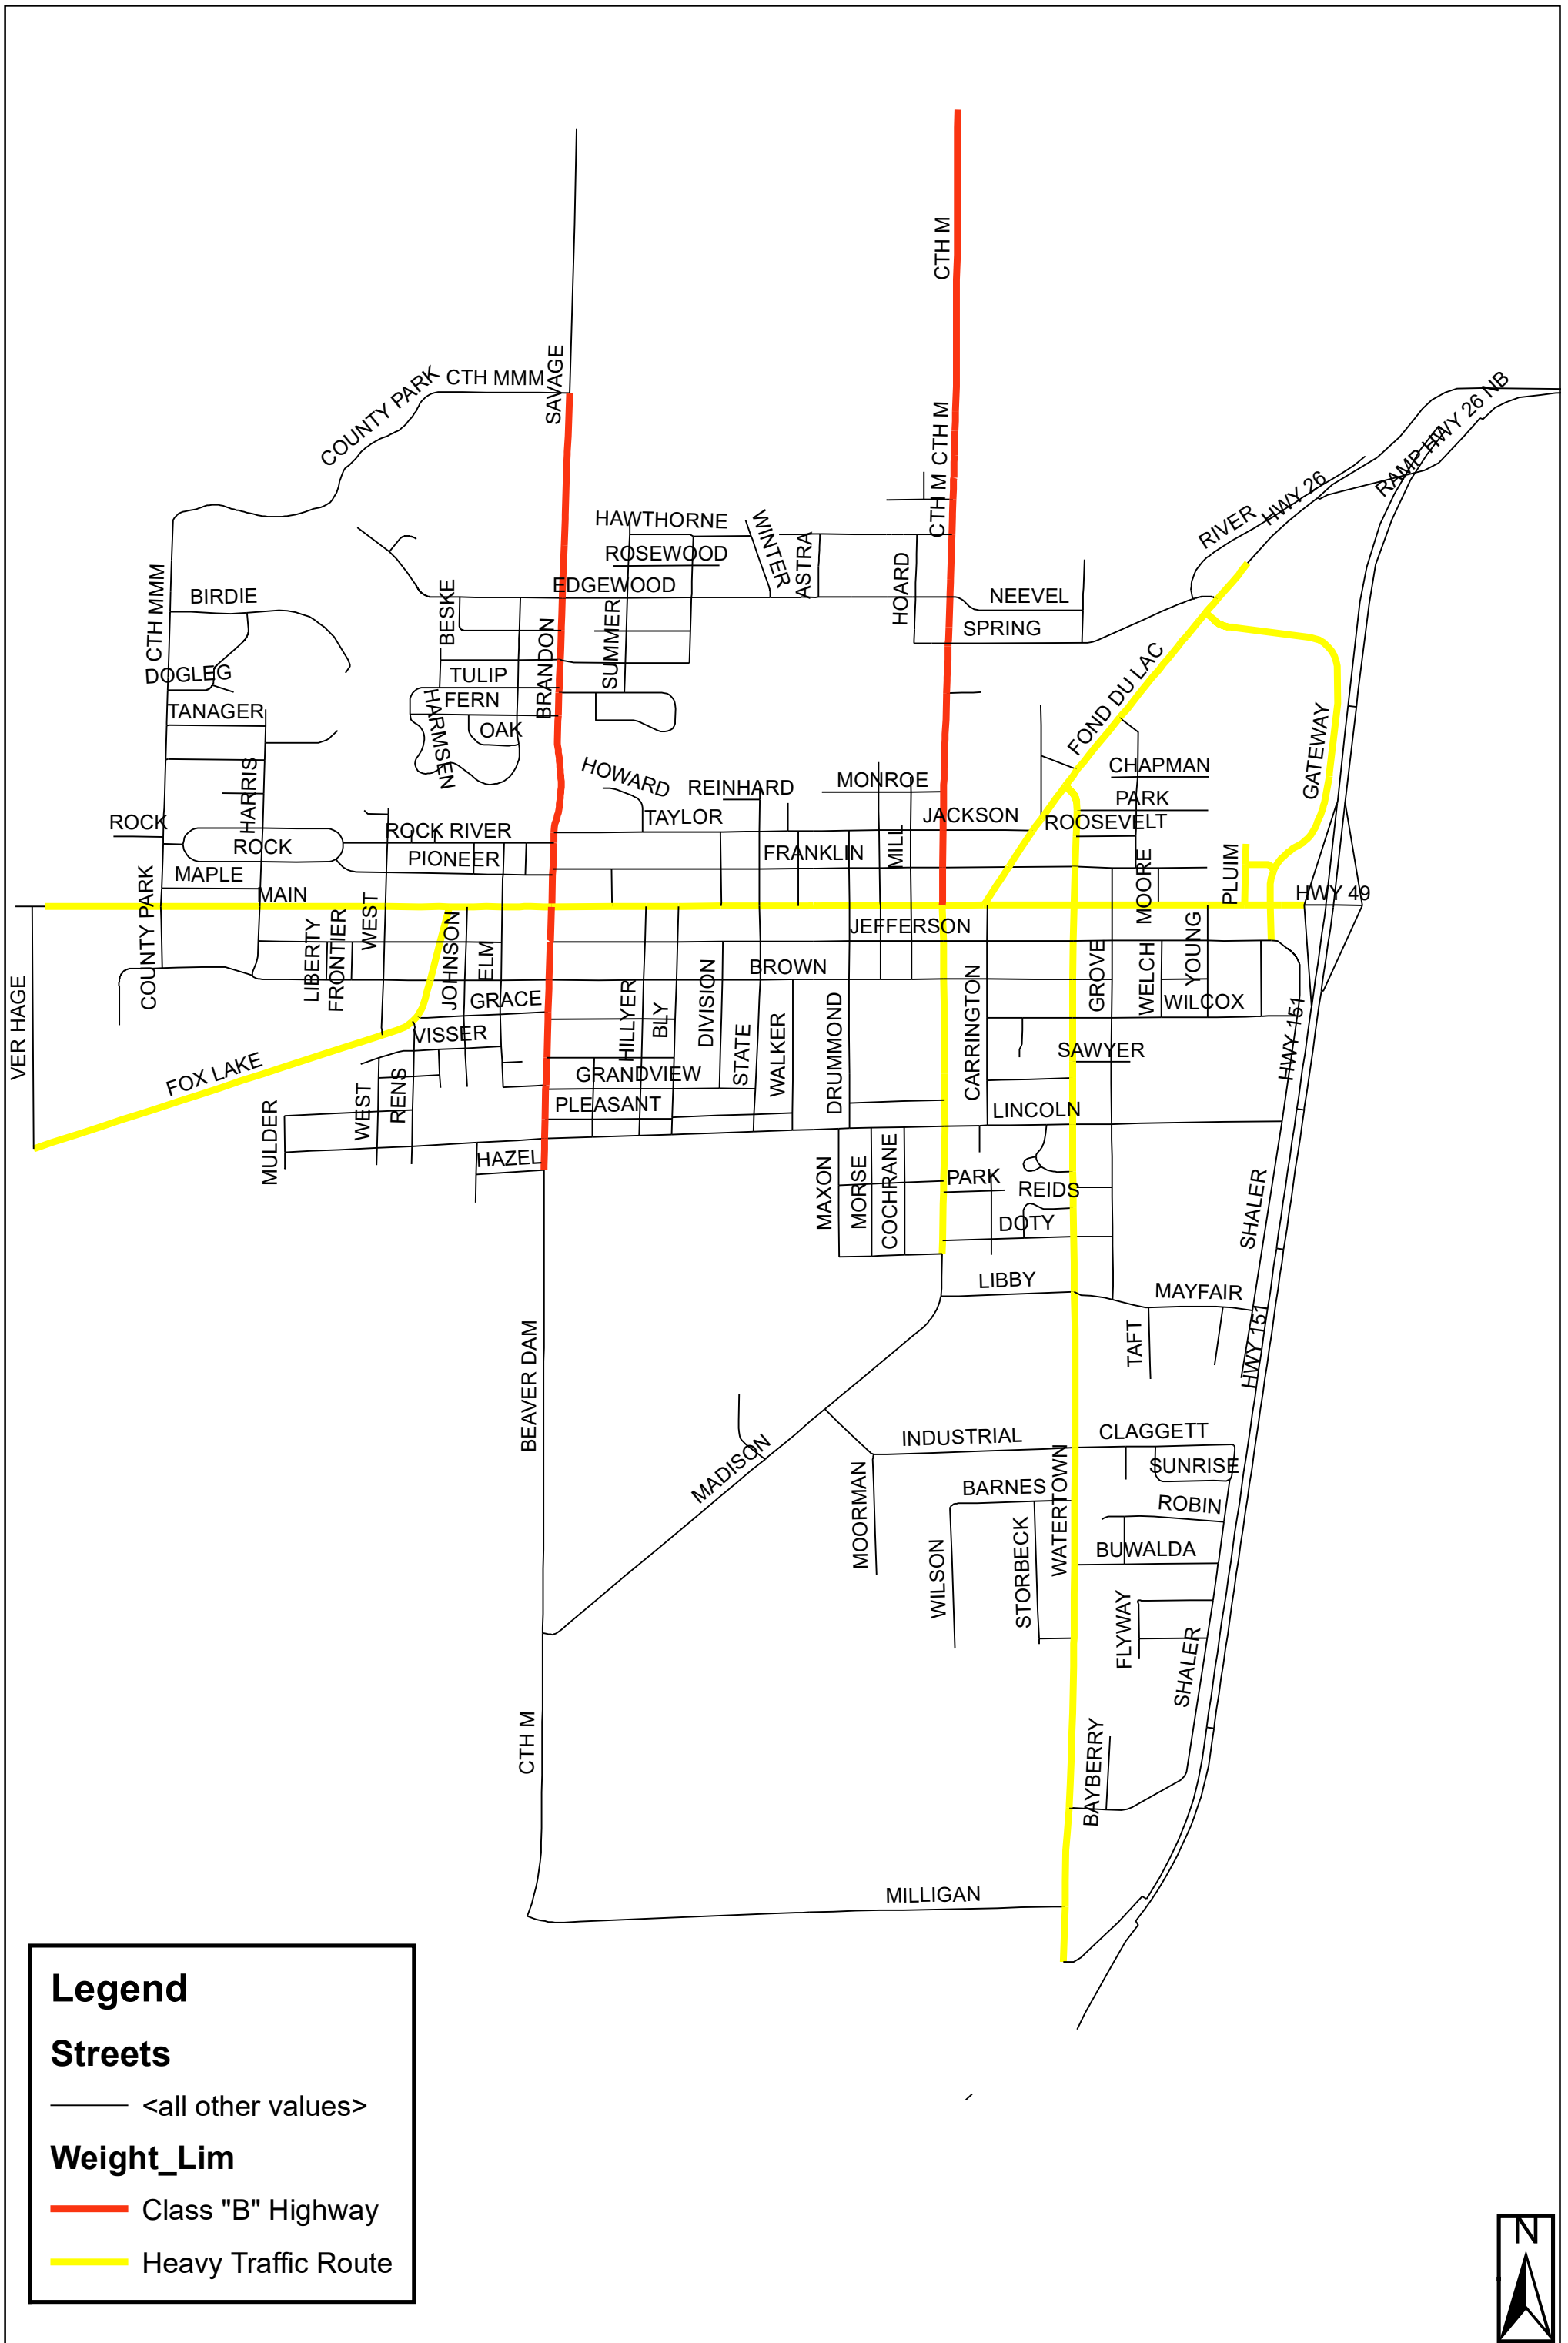 CTH M
SAVAGE
COUNTY PARK
CTH MMM
CTH M
CTH M
RAMP HWY 26 NB
HWY 26
RIVER
HAWTHORNE
WINTER
ROSEWOOD
ASTRA
HOARD
EDGEWOOD
NEEVEL
SPRING
CTH MMM
BIRDIE
BESKE
SUMMER
BRANDON
DOGLEG
TULIP
FERN
HARMSEN
OAK
TANAGER
FOND DU LAC
GATEWAY
HARRIS
HOWARD
REINHARD
MONROE
CHAPMAN
PARK
ROCK
ROCK RIVER
TAYLOR
JACKSON
ROOSEVELT
ROCK
PIONEER
FRANKLIN
MILL
MOORE
PLUIM
MAPLE
MAIN
HWY 49
COUNTY PARK
WEST
LIBERTY
FRONTIER
JOHNSON
ELM
JEFFERSON
BROWN
GROVE
WELCH
YOUNG
VER HAGE
GRACE
VISSER
HILLYER
BLY
DIVISION
STATE
WALKER
DRUMMOND
CARRINGTON
WILCOX
SAWYER
HWY 151
FOX LAKE
MULDER
WEST
RENS
GRANDVIEW
PLEASANT
LINCOLN
HAZEL
MAXON
MORSE
COCHRANE
PARK
REIDS
DOTY
SHALER
LIBBY
MAYFAIR
TAFT
HWY 151
BEAVER DAM
MADISON
INDUSTRIAL
CLAGGETT
SUNRISE
MOORMAN
BARNES
WATERTOWN
ROBIN
WILSON
STORBECK
BUWALDA
FLYWAY
SHALER
CTH M
BAYBERRY
MILLIGAN
Legend
Streets
<all other values>
Weight_Lim
Class "B" Highway
Heavy Traffic Route
N